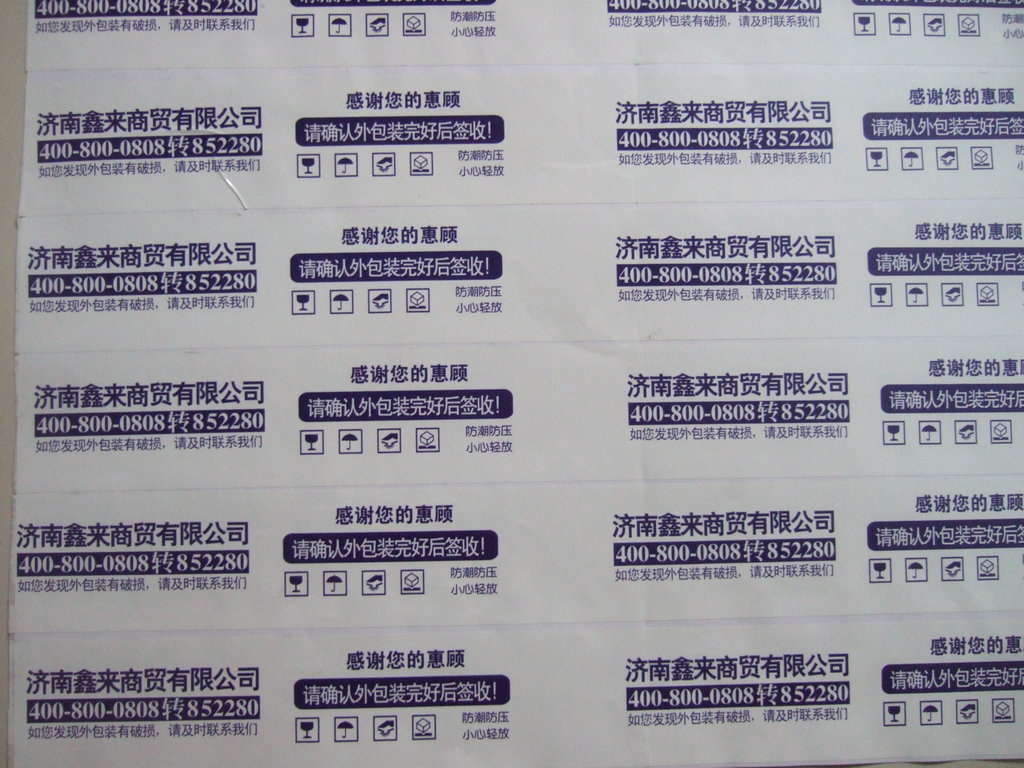 400-800-0808转852280
如您发现外包装有破损，请及时联系我们
防潮防压
小心轻放
400-800-0808转852280
如您发现外包装有破损，请及时联系我们
防潮
济南鑫来商贸有限公司
400-800-0808转852280
如您发现外包装有破损，请及时联系我们
感谢您的惠顾
请确认外包装完好后签收!
防潮防压
小心轻放
济南鑫来商贸有限公司
400-800-0808转852280
如您发现外包装有破损，请及时联系我们
感谢您的惠顾
请确认外包装完好后签
济南鑫来商贸有限公司
400-800-0808转852280
如您发现外包装有破损，请及时联系我们
感谢您的惠顾
请确认外包装完好后签收!
防潮防压
小心轻放
济南鑫来商贸有限公司
400-800-0808转852280
如您发现外包装有破损，请及时联系我们
感谢您的惠顾
请确认外包装完好后签
济南鑫来商贸有限公司
400-800-0808转852280
如您发现外包装有破损，请及时联系我们
感谢您的惠顾
请确认外包装完好后签收!
防潮防压
小心轻放
济南鑫来商贸有限公司
400-800-0808转852280
如您发现外包装有破损，请及时联系我们
感谢您的惠
请确认外包装完好后
济南鑫来商贸有限公司
400-800-0808转852280
如您发现外包装有破损，请及时联系我们
感谢您的惠顾
请确认外包装完好后签收!
防潮防压
小心轻放
济南鑫来商贸有限公司
400-800-0808转852280
如您发现外包装有破损，请及时联系我们
感谢您的惠顾
请确认外包装完好后签
济南鑫来商贸有限公司
400-800-0808转852280
如您发现外包装有破损，请及时联系我们
感谢您的惠顾
请确认外包装完好后签收!
防潮防压
小心轻放
济南鑫来商贸有限公司
400-800-0808转852280
如您发现外包装有破损，请及时联系我们
感谢您的惠
请确认外包装完好后